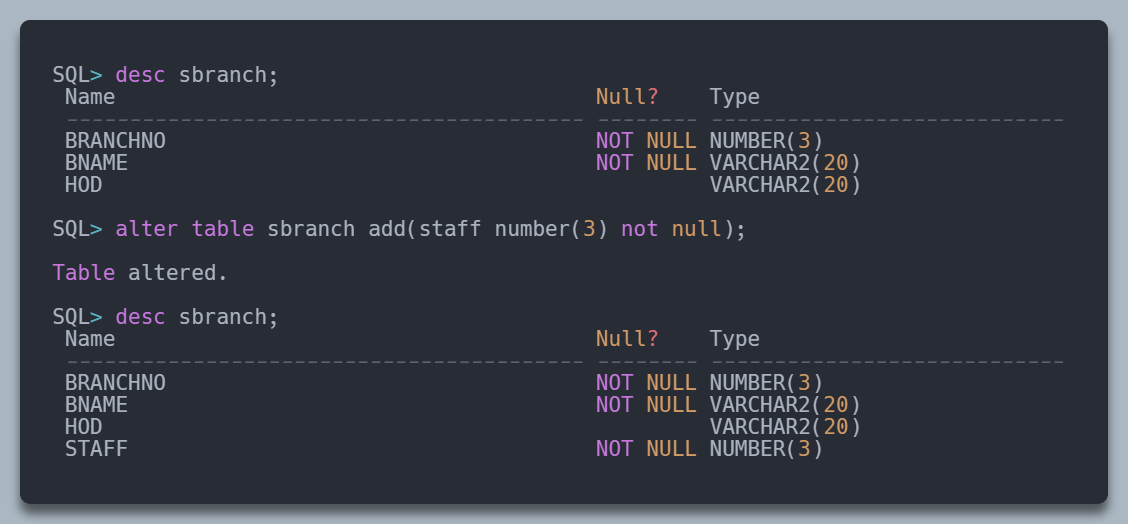 SQL> desc sbranch;
 Name                                      Null?    Type
 ----------------------------------------- -------- ----------------------------
 BRANCHNO                                  NOT NULL NUMBER(3)
 BNAME                                     NOT NULL VARCHAR2(20)
 HOD                                                VARCHAR2(20)
SQL> alter table sbranch add(staff number(3) not null);
Table altered.
SQL> desc sbranch;
 Name                                      Null?    Type
 ----------------------------------------- -------- ----------------------------
 BRANCHNO                                  NOT NULL NUMBER(3)
 BNAME                                     NOT NULL VARCHAR2(20)
 HOD                                                VARCHAR2(20)
 STAFF                                     NOT NULL NUMBER(3)